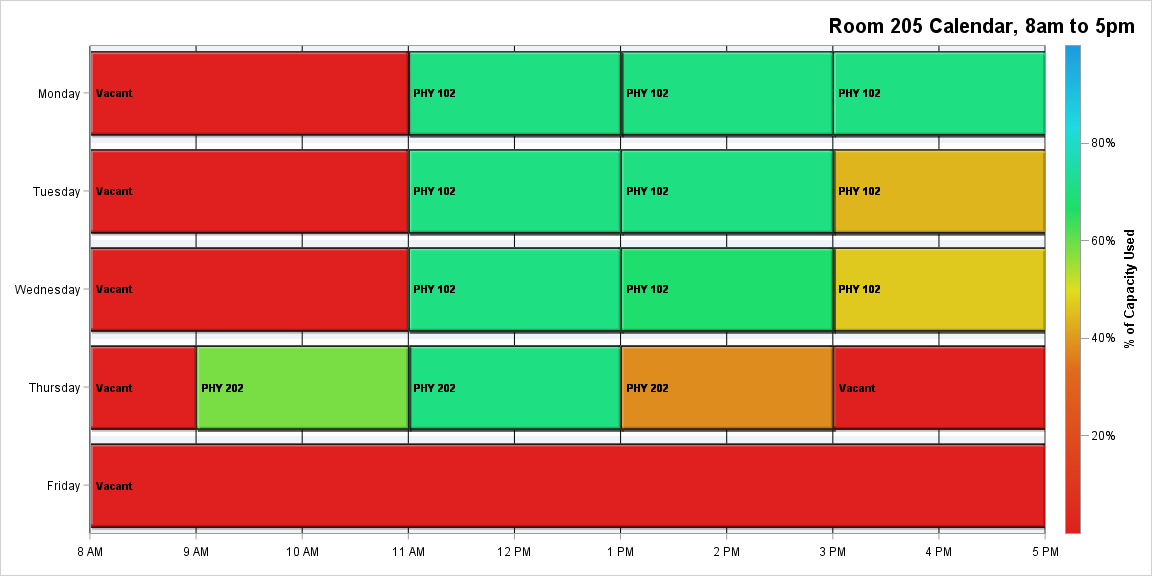 Room 205 Calendar, 8am to 5pm
Monday
Vacant
PHY 102
PHY 102
PHY 102
Tuesday
Vacant
PHY 102
PHY 102
PHY 102
Wednesday
Vacant
PHY 102
PHY 102
PHY 102
Thursday
Vacant
PHY 202
PHY 202
PHY 202
Vacant
Friday
Vacant
8 AM
9 AM
10 AM
11 AM
12 PM
1 PM
2 PM
3 PM
4 PM
5 PM
80%
60%
40%
20%
% of Capacity Used